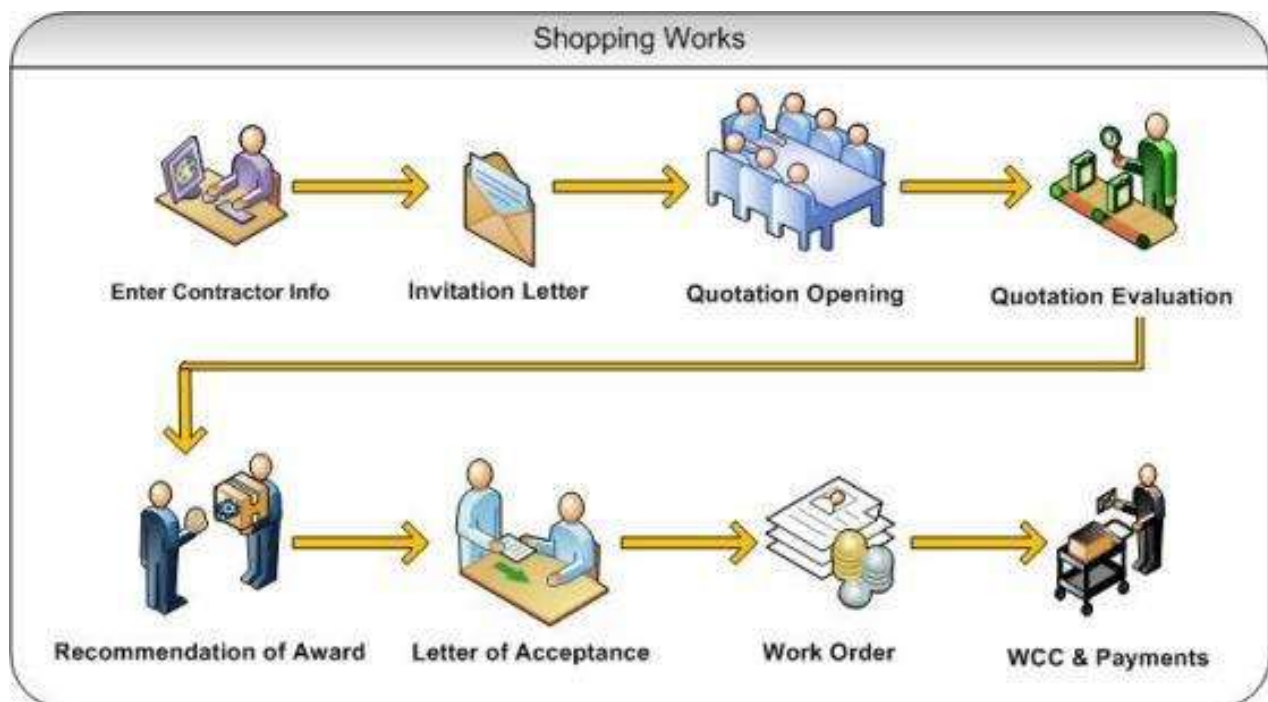 Shopping Works
Enter Contractor Info
Invitation Letter
Quotation Opening
Quotation Evaluation
Recommendation of Award
Letter of Acceptance
Work Order
WCC & Payments